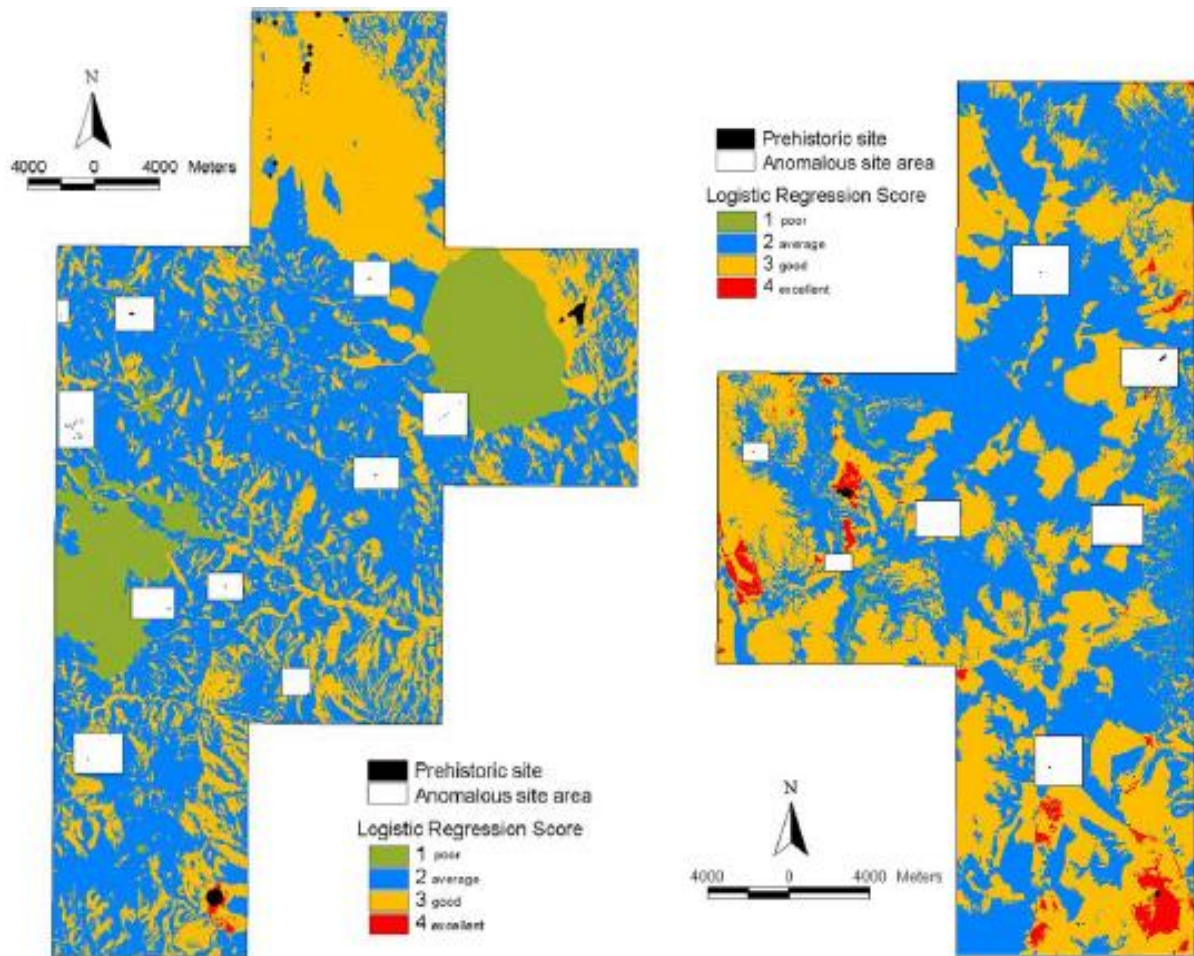 N
4000 0 4000 Meters
Prehistoric site
Anomalous site area
Logistic Regression Score
1 poor
2 average
3 good
4 excellent
Prehistoric site
Anomalous site area
Logistic Regression Score
1 poor
2 average
3 good
4 excellent
N
4000 0 4000 Meters